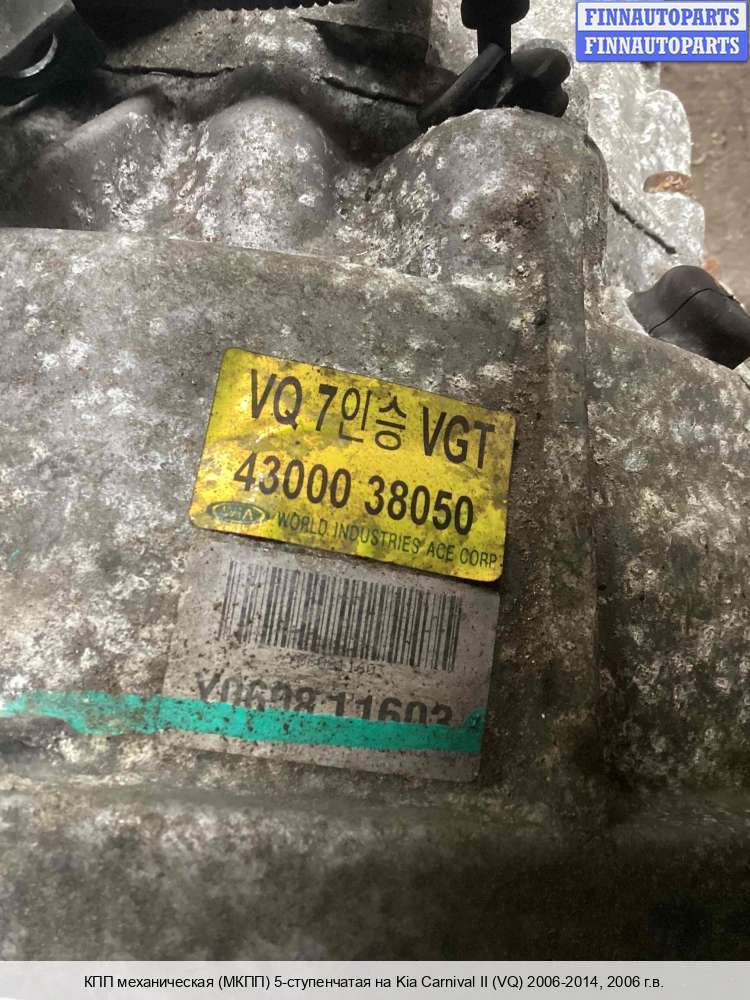 FINNAUTOPARTS
FINNAUTOPARTS
VQ 7인승 VGT
43000 38050
WORLD INDUSTRIES ACE CORP
КПП механическая (МКПП) 5-ступенчатая на Kia Carnival II (VQ) 2006-2014, 2006 г.в.